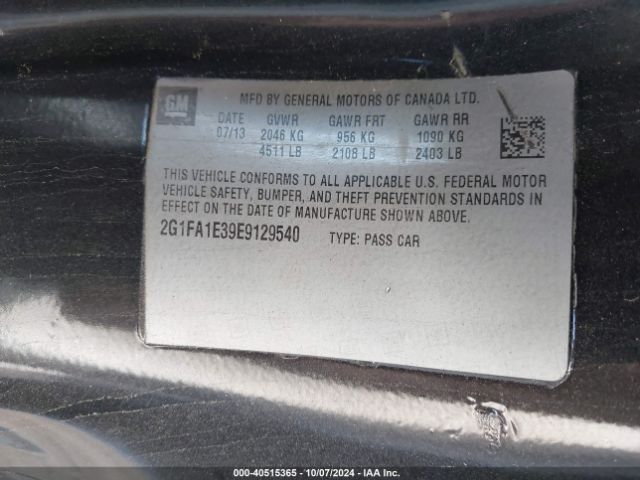 GM MFD BY GENERAL MOTORS OF CANADA LTD.
DATE GVWR GAWR FRT GAWR RR
07/13 2046 KG 956 KG 1090 KG
4511 LB 2108 LB 2403 LB
THIS VEHICLE CONFORMS TO ALL APPLICABLE U.S. FEDERAL MOTOR
VEHICLE SAFETY, BUMPER, AND THEFT PREVENTION STANDARDS IN
EFFECT ON THE DATE OF MANUFACTURE SHOWN ABOVE.
2G1FA1E39E9129540 TYPE: PASS CAR
000-40515365 - 10/07/2024 - IAA Inc.